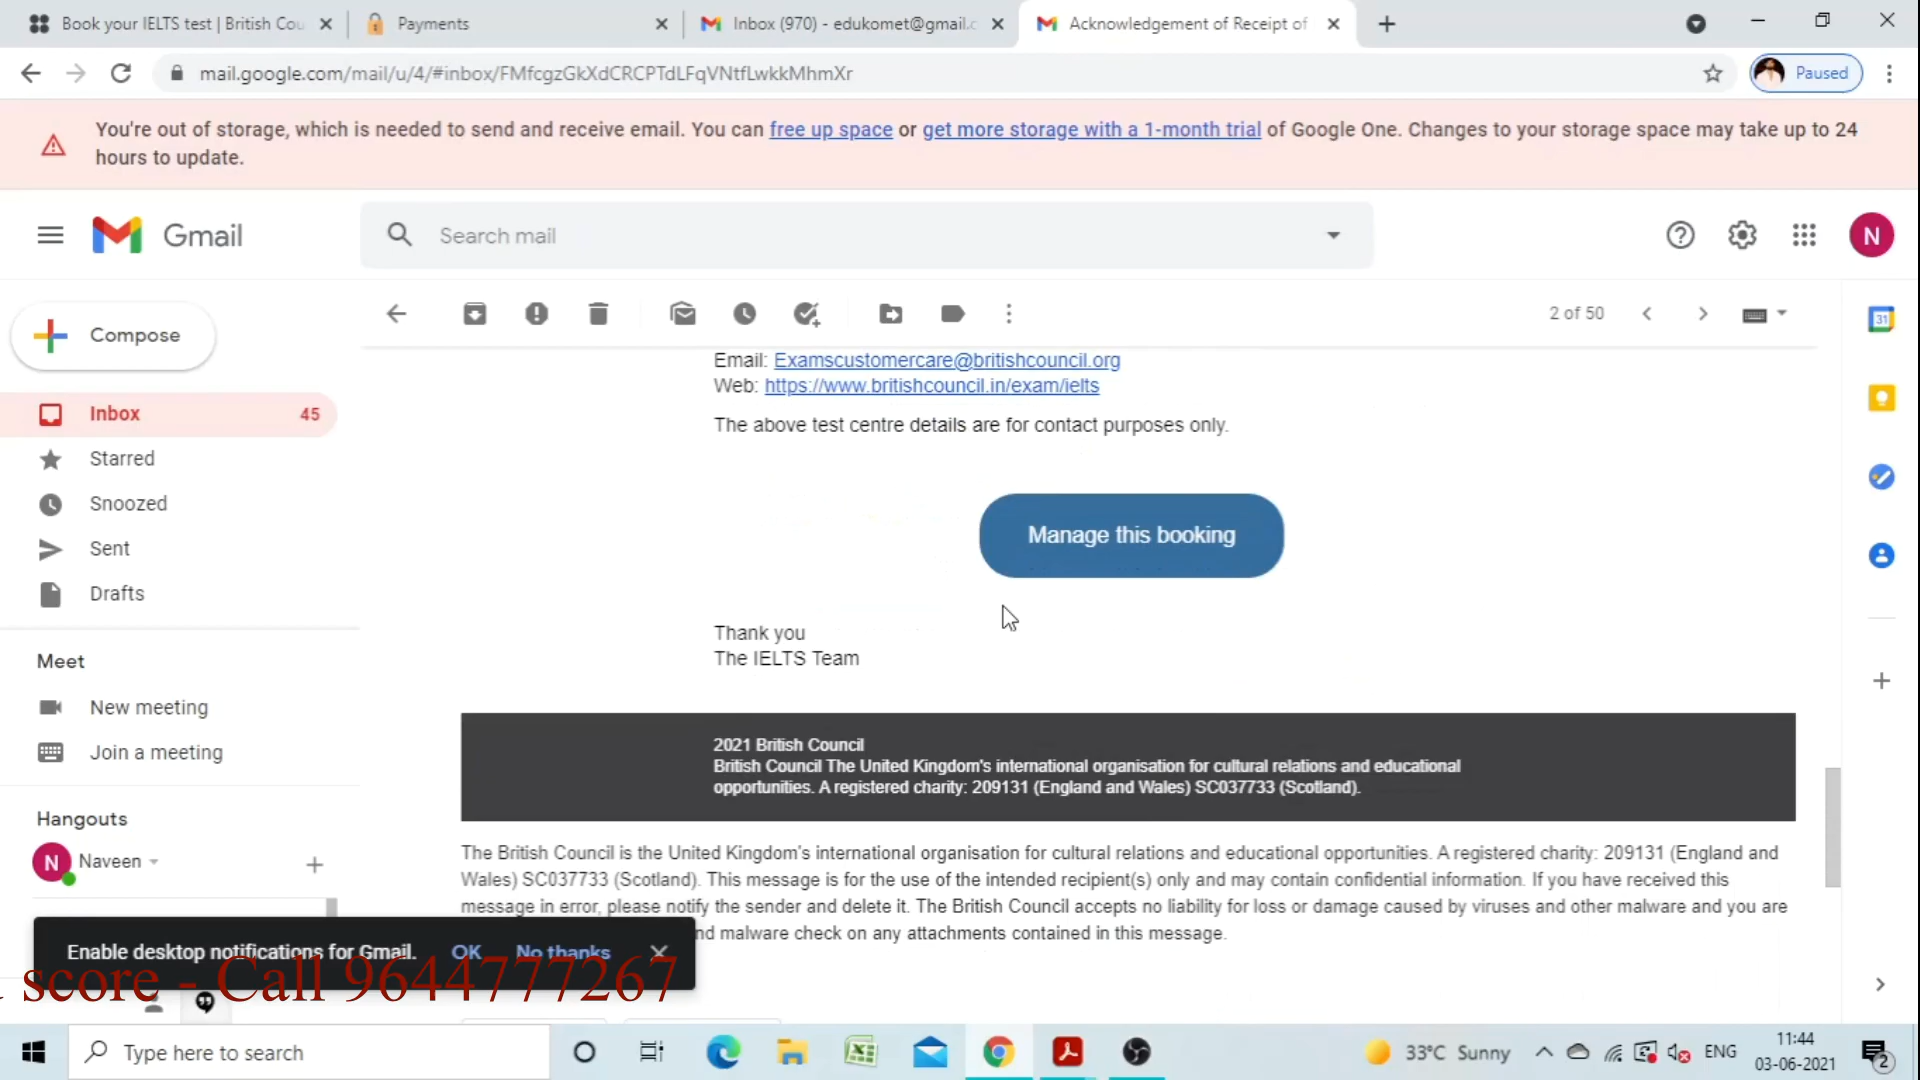 Book your IELTS test | British Cou
Payments
Inbox (970) - edukomet@gmail.c
Acknowledgement of Receipt of
mail.google.com/mail/u/4/#inbox/FMfcgzGkXdCRCPTdLFqVNtfLwkkMhmXr
Paused
You're out of storage, which is needed to send and receive email. You can free up space or get more storage with a 1-month trial of Google One. Changes to your storage space may take up to 24
hours to update.
Gmail
Search mail
N
Compose
2 of 50
31
Inbox 45
Starred
Snoozed
Sent
Drafts
Meet
New meeting
Join a meeting
Hangouts
N Naveen
Email: Examscustomercare@britishcouncil.org
Web: https://www.britishcouncil.in/exam/ielts
The above test centre details are for contact purposes only.
Manage this booking
Thank you
The IELTS Team
2021 British Council
British Council The United Kingdom's international organisation for cultural relations and educational
opportunities. A registered charity: 209131 (England and Wales) SC037733 (Scotland).
The British Council is the United Kingdom's international organisation for cultural relations and educational opportunities. A registered charity: 209131 (England and
Wales) SC037733 (Scotland). This message is for the use of the intended recipient(s) only and may contain confidential information. If you have received this
message in error, please notify the sender and delete it. The British Council accepts no liability for loss or damage caused by viruses and other malware and you are
nd malware check on any attachments contained in this message.
Enable desktop notifications for Gmail. OK No thanks
score - Call 9644777267
Type here to search
33°C Sunny
ENG
11:44
03-06-2021
2